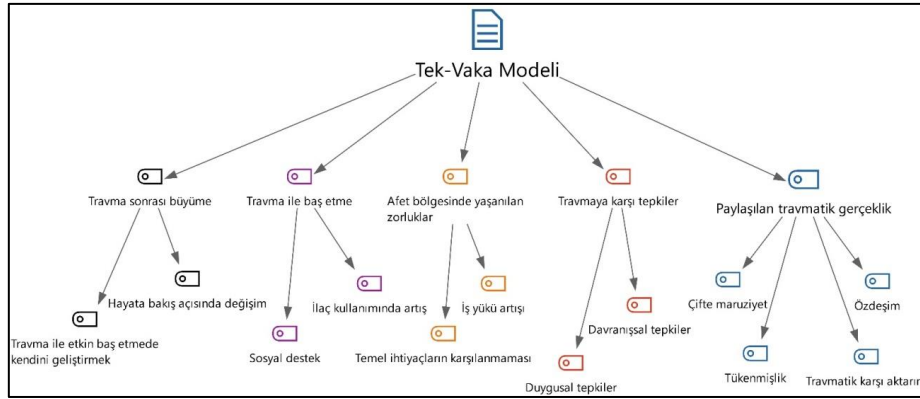 Tek-Vaka Modeli
Travma sonrası büyüme
Travma ile baş etme
Afet bölgesinde yaşanılan
zorluklar
Travmaya karşı tepkiler
Paylaşılan travmatik gerçeklik
Hayata bakış açısında değişim
Travma ile etkin baş etmede
kendini geliştirmek
İlaç kullanımında artış
Sosyal destek
İş yükü artışı
Temel ihtiyaçların karşılanmaması
Davranışsal tepkiler
Duygusal tepkiler
Çifte maruziyet
Özdeşim
Tükenmişlik
Travmatik karşı aktarım